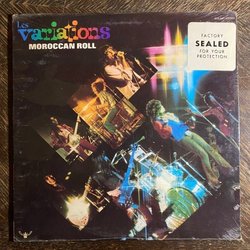 Les
variations
MOROCCAN ROLL
FACTORY
SEALED
FOR YOUR
PROTECTION